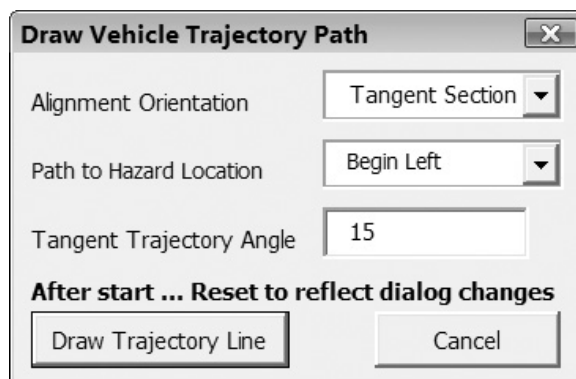 Draw Vehicle Trajectory Path
Alignment Orientation Tangent Section
Path to Hazard Location Begin Left
Tangent Trajectory Angle 15
After start ... Reset to reflect dialog changes
Draw Trajectory Line Cancel